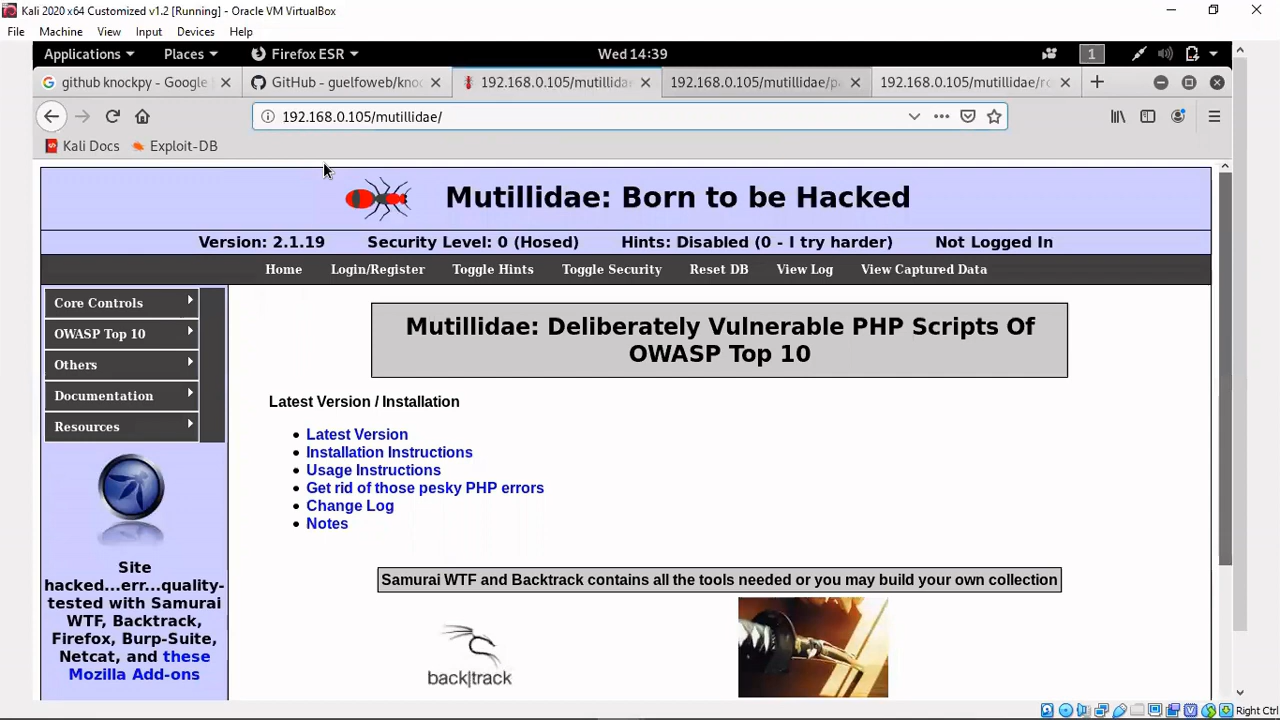 Kali 2020 x64 Customized v1.2 [Running] - Oracle VM VirtualBox
File Machine View Input Devices Help
Applications Places Firefox ESR Wed 14:39 1
github knockpy - Google GitHub - guelfoweb/kno 192.168.0.105/mutillidae 192.168.0.105/mutillidae/p 192.168.0.105/mutillidae/r
192.168.0.105/mutillidae/
Kali Docs Exploit-DB
Mutillidae: Born to be Hacked
Version: 2.1.19 Security Level: 0 (Hosed) Hints: Disabled (0 - I try harder) Not Logged In
Home Login/Register Toggle Hints Toggle Security Reset DB View Log View Captured Data
Core Controls
OWASP Top 10
Others
Documentation
Resources
Site
hacked...err...quality-
tested with Samurai
WTF, Backtrack,
Firefox, Burp-Suite,
Netcat, and these
Mozilla Add-ons
Mutillidae: Deliberately Vulnerable PHP Scripts Of
OWASP Top 10
Latest Version / Installation
Latest Version
Installation Instructions
Usage Instructions
Get rid of those pesky PHP errors
Change Log
Notes
Samurai WTF and Backtrack contains all the tools needed or you may build your own collection
back|track
Right Ctrl